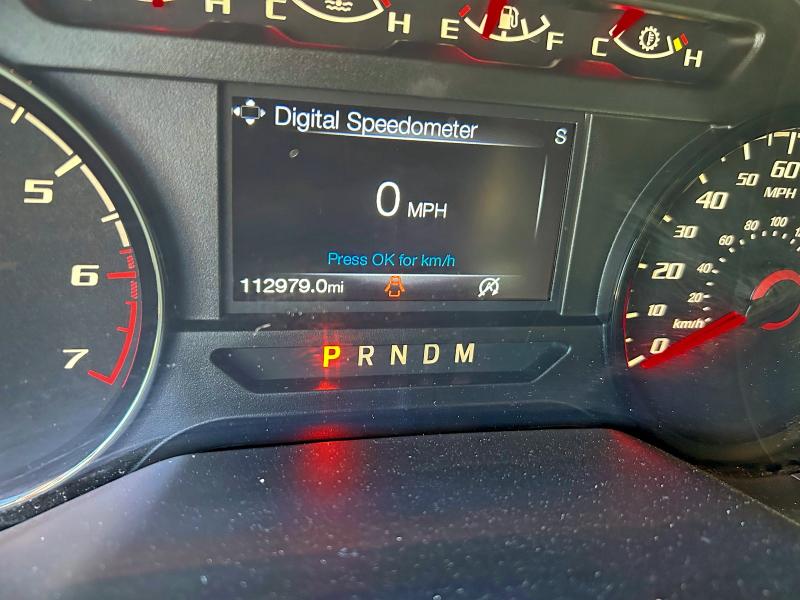 H
C H
E F
C H
Digital Speedometer S
0 MPH
Press OK for km/h
112979.0mi
P R N D M
5
6
7
0
10
20
30
40
50
60
MPH
20
40
60
80
100
km/h